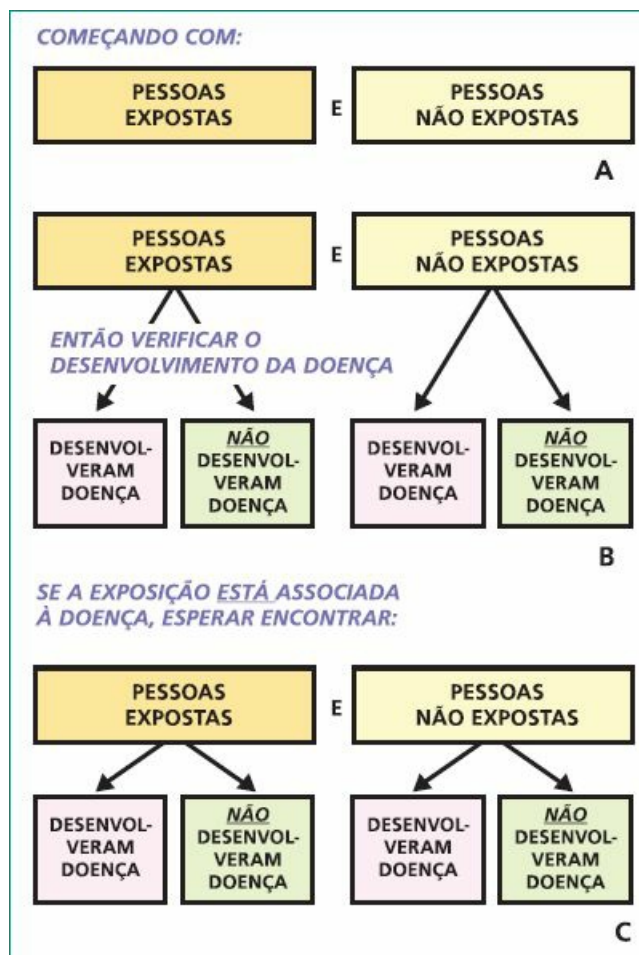 COMEÇANDO COM:
PESSOAS
EXPOSTAS
E
PESSOAS
NÃO EXPOSTAS
A
PESSOAS
EXPOSTAS
E
PESSOAS
NÃO EXPOSTAS
ENTÃO VERIFICAR O
DESENVOLVIMENTO DA DOENÇA
DESENVOL-
VERAM
DOENÇA
NÃO
DESENVOL-
VERAM
DOENÇA
DESENVOL-
VERAM
DOENÇA
NÃO
DESENVOL-
VERAM
DOENÇA
B
SE A EXPOSIÇÃO ESTÁ ASSOCIADA
À DOENÇA, ESPERAR ENCONTRAR:
PESSOAS
EXPOSTAS
E
PESSOAS
NÃO EXPOSTAS
DESENVOL-
VERAM
DOENÇA
NÃO
DESENVOL-
VERAM
DOENÇA
DESENVOL-
VERAM
DOENÇA
NÃO
DESENVOL-
VERAM
DOENÇA
C